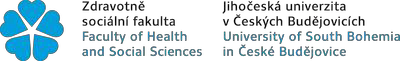 Zdravotně
sociální fakulta
Faculty of Health
and Social Sciences
Jihočeská univerzita
v Českých Budějovicích
University of South Bohemia
in České Budějovice